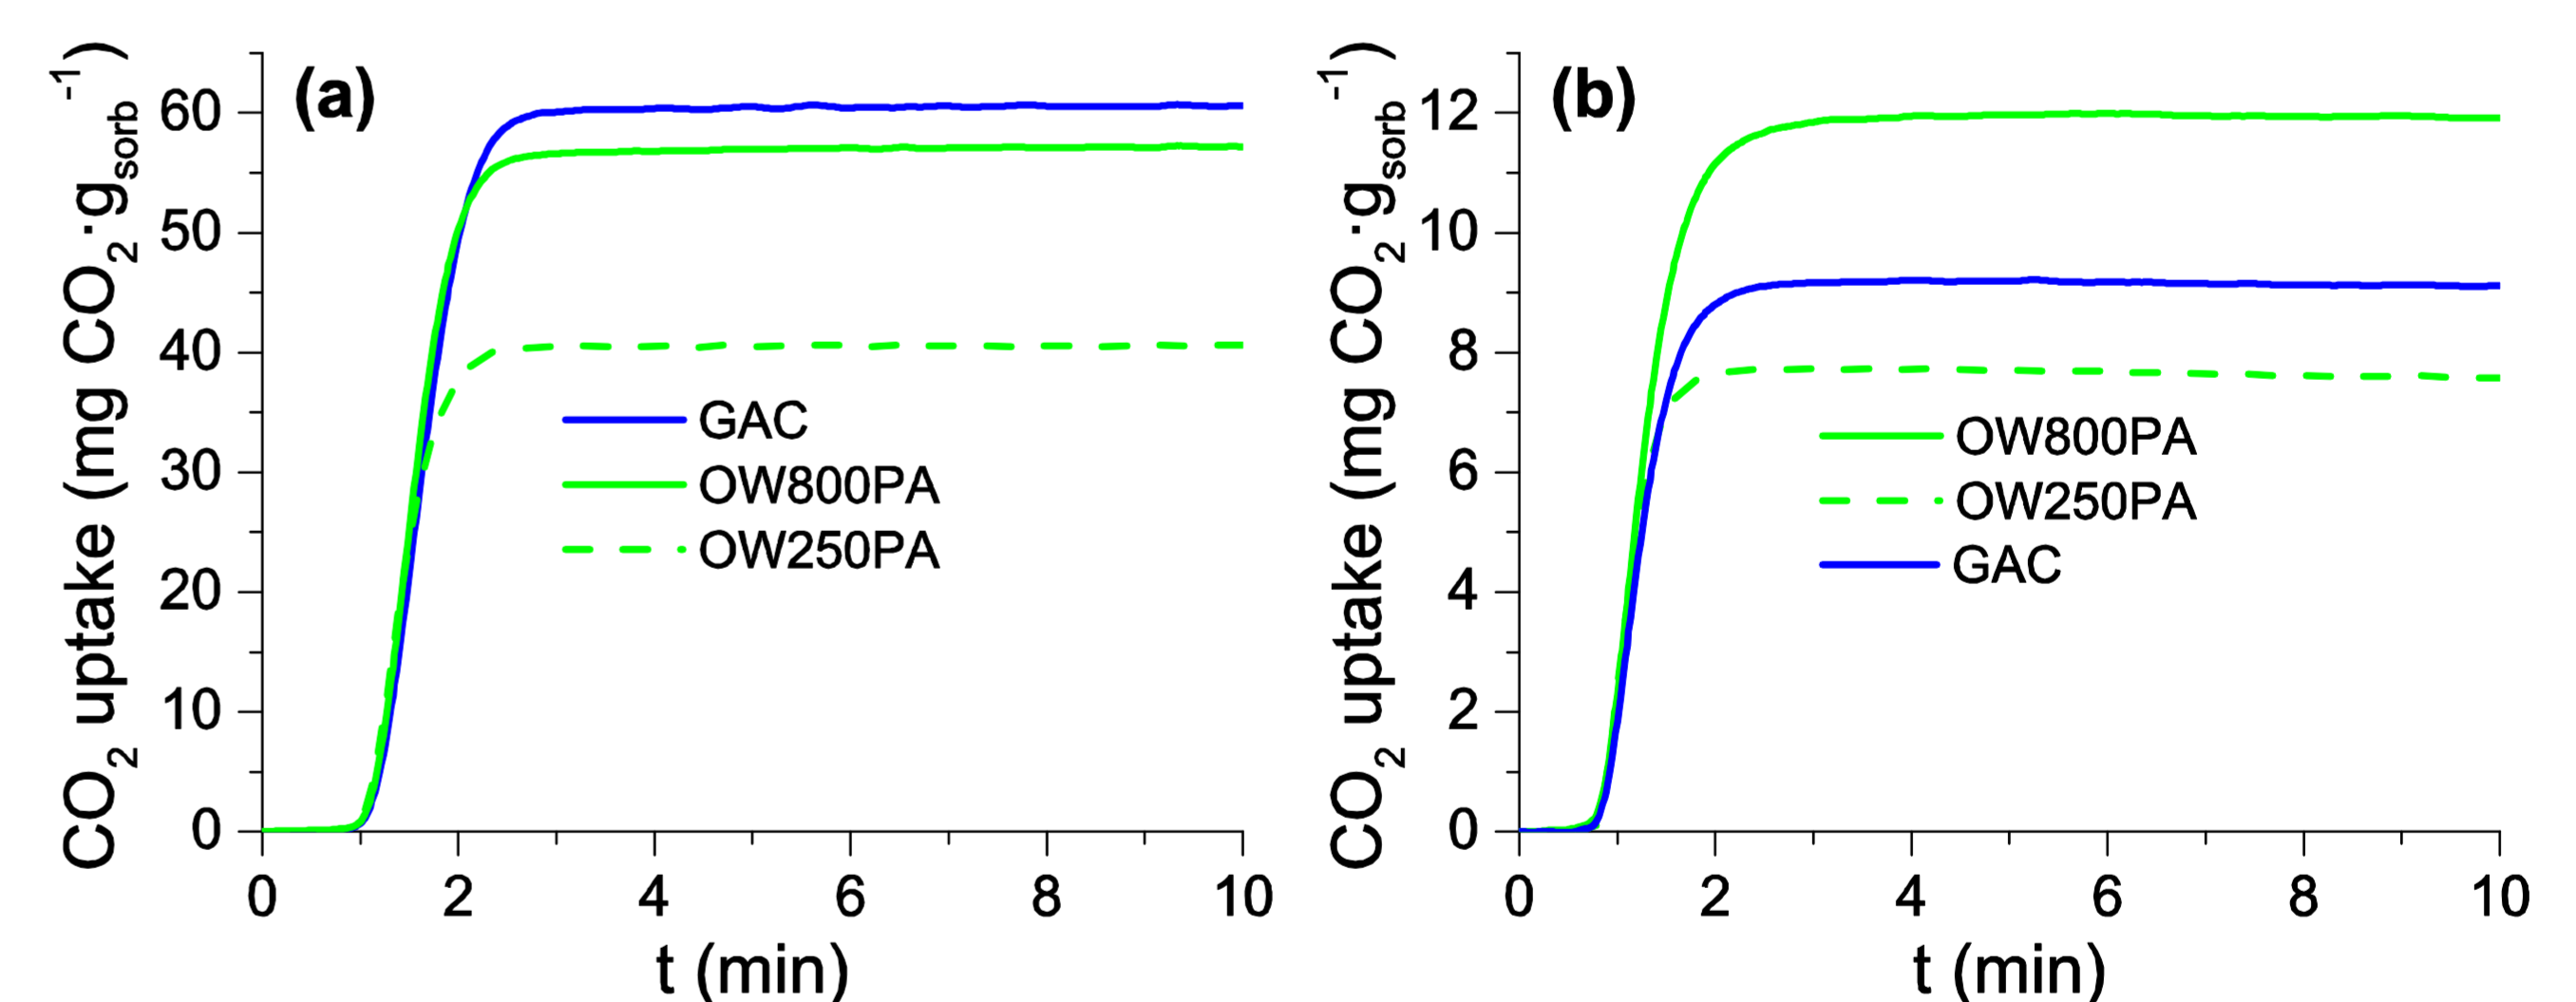 (a)
CO2 uptake (mg CO2·gsorb-1)
60
50
40
30
20
10
0
GAC
OW800PA
OW250PA
0 2 4 6 8 10
t (min)
(b)
CO2 uptake (mg CO2·gsorb-1)
12
10
8
6
4
2
0
OW800PA
OW250PA
GAC
0 2 4 6 8 10
t (min)